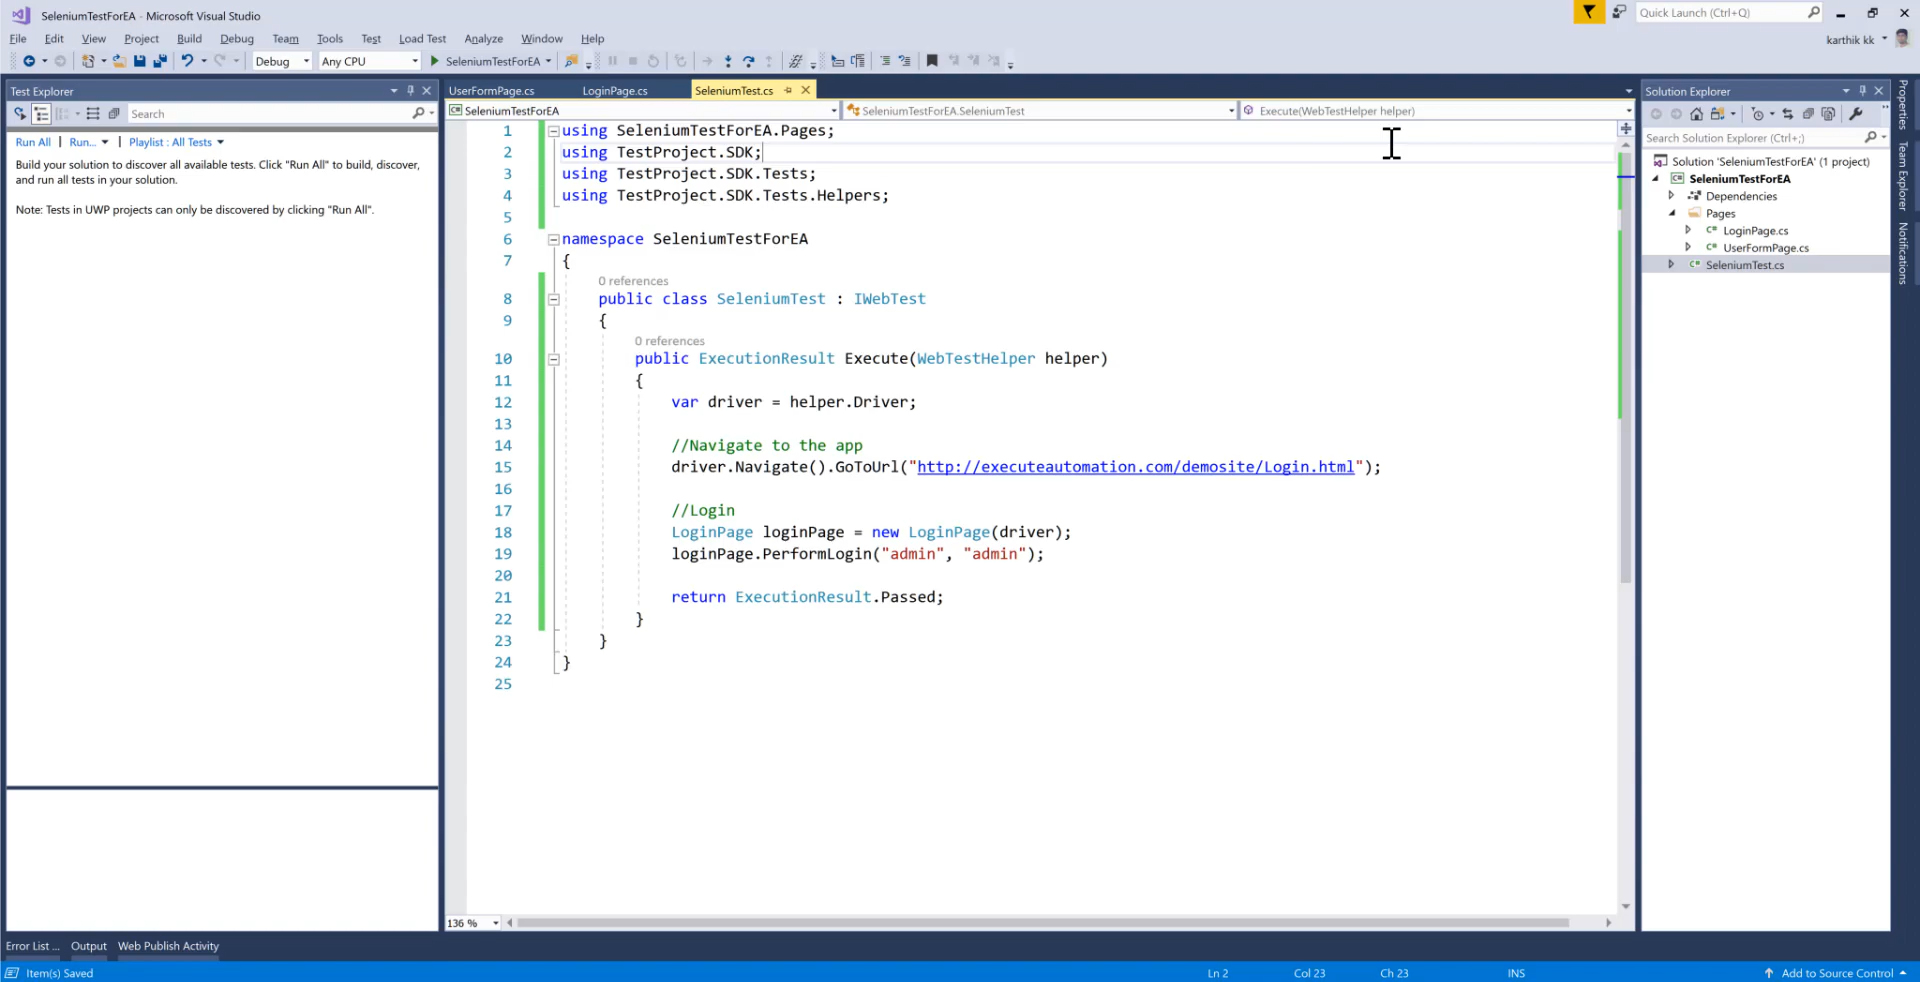 SeleniumTestForEA - Microsoft Visual Studio
Quick Launch (Ctrl+Q)
File Edit View Project Build Debug Team Tools Test Load Test Analyze Window Help
karthik kk
Debug Any CPU SeleniumTestForEA
Test Explorer
Search
Run All | Run... | Playlist : All Tests
Build your solution to discover all available tests. Click "Run All" to build, discover,
and run all tests in your solution.
Note: Tests in UWP projects can only be discovered by clicking "Run All".
UserFormPage.cs LoginPage.cs SeleniumTest.cs
SeleniumTestForEA SeleniumTestForEA.SeleniumTest Execute(WebTestHelper helper)
1 using SeleniumTestForEA.Pages;
2 using TestProject.SDK;
3 using TestProject.SDK.Tests;
4 using TestProject.SDK.Tests.Helpers;
5
6 namespace SeleniumTestForEA
7 {
0 references
8 public class SeleniumTest : IWebTest
9 {
0 references
10 public ExecutionResult Execute(WebTestHelper helper)
11 {
12 var driver = helper.Driver;
13
14 //Navigate to the app
15 driver.Navigate().GoToUrl("http://executeautomation.com/demosite/Login.html");
16
17 //Login
18 LoginPage loginPage = new LoginPage(driver);
19 loginPage.PerformLogin("admin", "admin");
20
21 return ExecutionResult.Passed;
22 }
23 }
24 }
25
136 %
Solution Explorer
Search Solution Explorer (Ctrl+;)
Solution 'SeleniumTestForEA' (1 project)
C# SeleniumTestForEA
Dependencies
Pages
C# LoginPage.cs
C# UserFormPage.cs
C# SeleniumTest.cs
Properties
Team Explorer
Notifications
Error List ... Output Web Publish Activity
Item(s) Saved Ln 2 Col 23 Ch 23 INS Add to Source Control